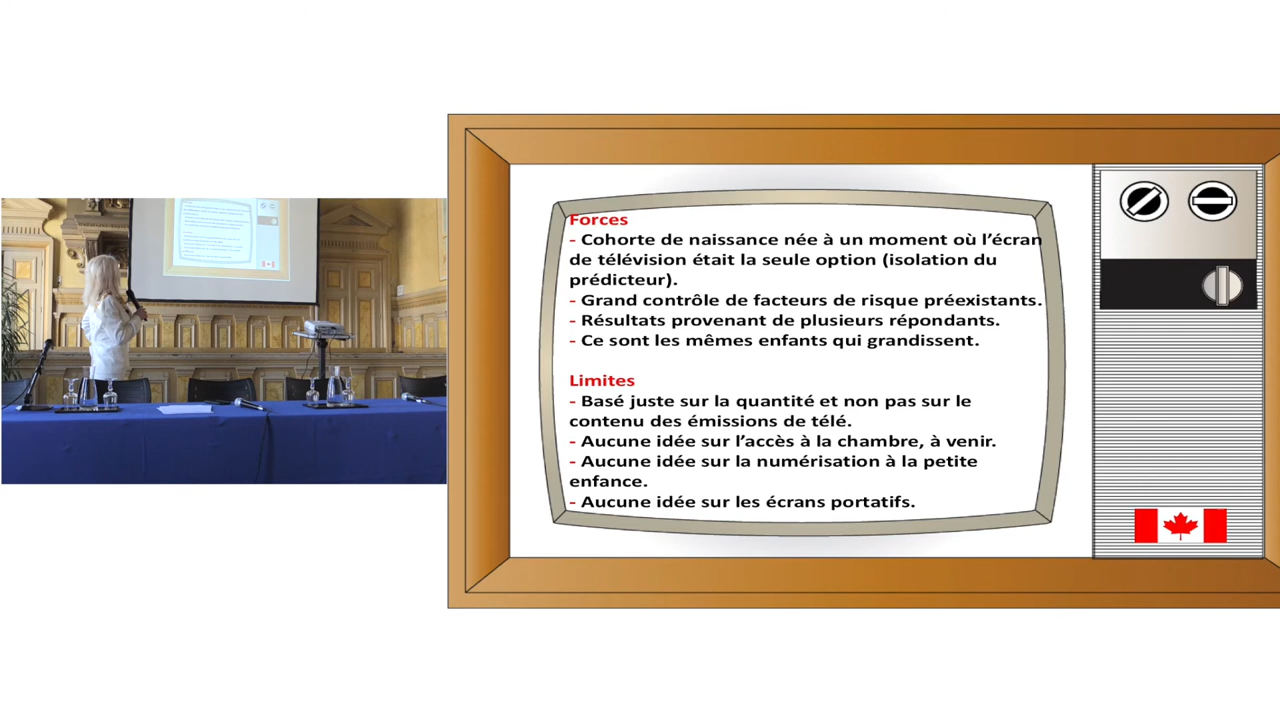 Forces
- Cohorte de naissance née à un moment où l’écran
de télévision était la seule option (isolation du
prédicteur).
- Grand contrôle de facteurs de risque préexistants.
- Résultats provenant de plusieurs répondants.
- Ce sont les mêmes enfants qui grandissent.
Limites
- Basé juste sur la quantité et non pas sur le
contenu des émissions de télé.
- Aucune idée sur l’accès à la chambre, à venir.
- Aucune idée sur la numérisation à la petite
enfance.
- Aucune idée sur les écrans portatifs.